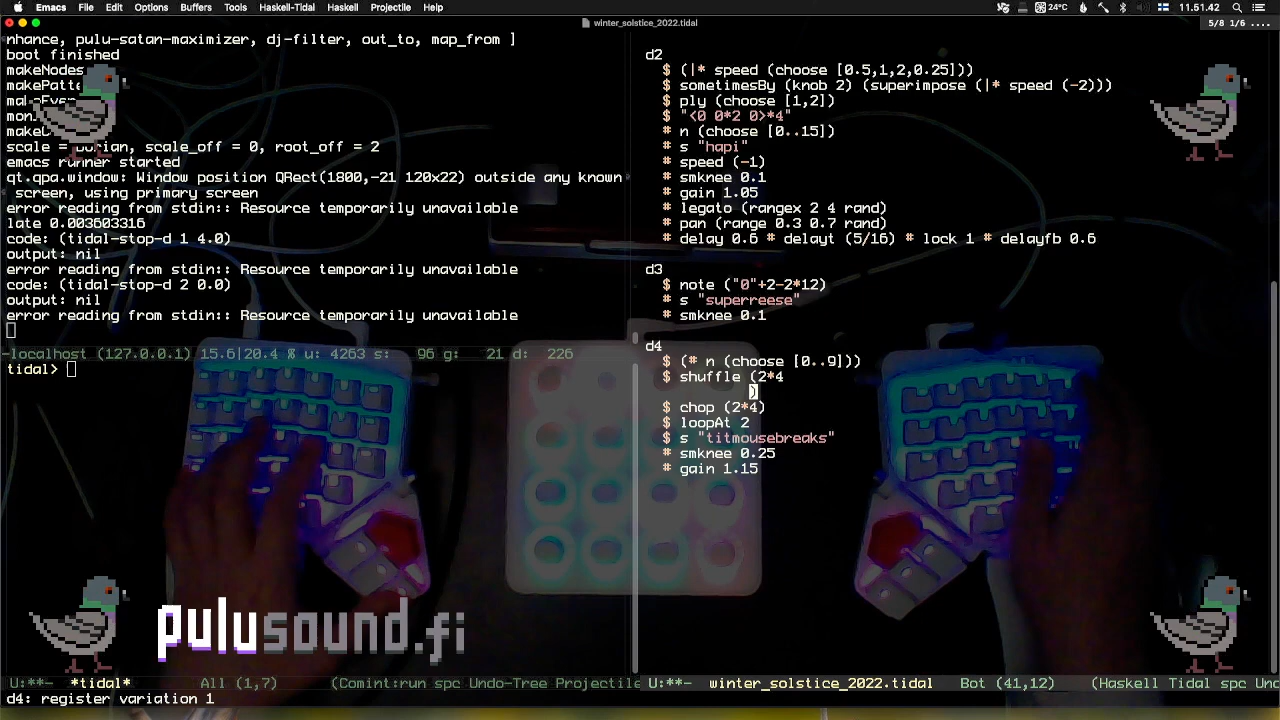 Emacs File Edit Options Buffers Tools Haskell-Tidal Haskell Projectile Help 24°C 11.51.42
winter_solstice_2022.tidal
5/8 1/6 ....
nhance, pulu-satan-maximizer, dj-filter, out_to, map_from ]
boot finished
makeNodes
makePatte
makeEven
mon
makeL
scale = dorian, scale_off = 0, root_off = 2
emacs runner started
qt.qpa.window: Window position QRect(1800,-21 120x22) outside any known
screen, using primary screen
error reading from stdin:: Resource temporarily unavailable
late 0.003603316
code: (tidal-stop-d 1 4.0)
output: nil
error reading from stdin:: Resource temporarily unavailable
code: (tidal-stop-d 2 0.0)
output: nil
error reading from stdin:: Resource temporarily unavailable
-localhost (127.0.0.1) 15.6|20.4 % u: 4263 s: 96 g: 21 d: 226
tidal>
U:**- *tidal* All (1,7) (Comint:run spc Undo-Tree Projectile
d4: register variation 1
d2
$ (|* speed (choose [0.5,1,2,0.25]))
$ sometimesBy (knob 2) (superimpose (|* speed (-2)))
$ ply (choose [1,2])
$ "<0 0*2 0>*4"
# n (choose [0..15])
# s "hapi"
# speed (-1)
# smknee 0.1
# gain 1.05
# legato (rangex 2 4 rand)
# pan (range 0.3 0.7 rand)
# delay 0.6 # delayt (5/16) # lock 1 # delayfb 0.6
d3
$ note ("0"+2-2*12)
# s "superreese"
# smknee 0.1
d4
$ (# n (choose [0..9]))
$ shuffle (2*4
)
$ chop (2*4)
$ loopAt 2
$ s "titmousebreaks"
# smknee 0.25
# gain 1.15
U:**- winter_solstice_2022.tidal Bot (41,12) (Haskell Tidal spc Und
pulusound.fi